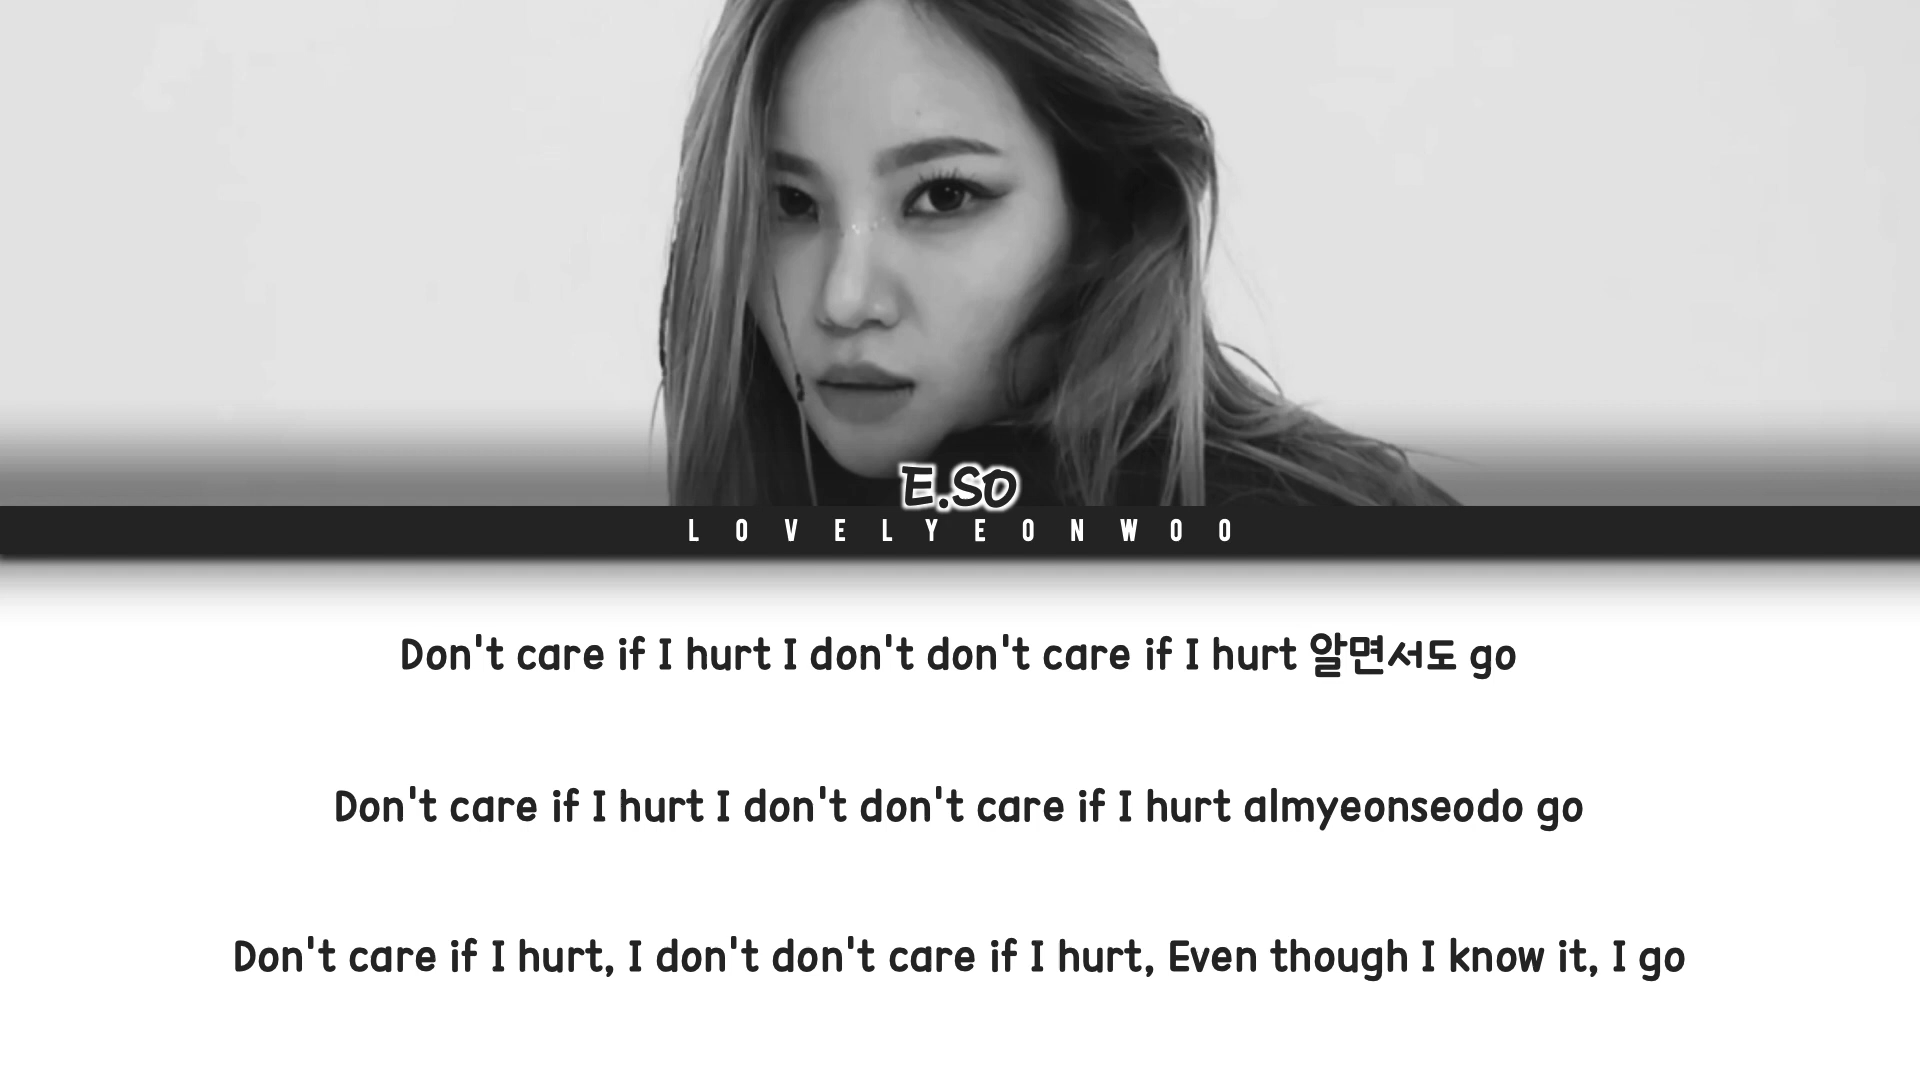 E.SO
LOVELYEONWOO
Don't care if I hurt I don't don't care if I hurt 알면서도 go
Don't care if I hurt I don't don't care if I hurt almyeonseodo go
Don't care if I hurt, I don't don't care if I hurt, Even though I know it, I go